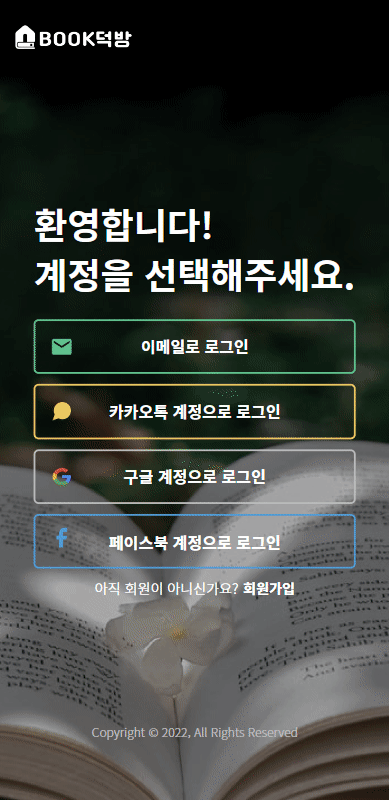 BOOK덕방
환영합니다!
계정을 선택해주세요.
이메일로 로그인
카카오톡 계정으로 로그인
구글 계정으로 로그인
페이스북 계정으로 로그인
아직 회원이 아니신가요? 회원가입
Copyright © 2022, All Rights Reserved